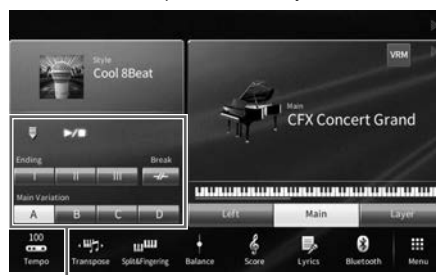 Style
Cool 8Beat
VRM
Main
CFX Concert Grand
Ending
Break
I
II
III
Main Variation
A
B
C
D
Left
Main
Layer
100
Tempo
Transpose
Split&Fingering
Balance
Score
Lyrics
Bluetooth
Menu